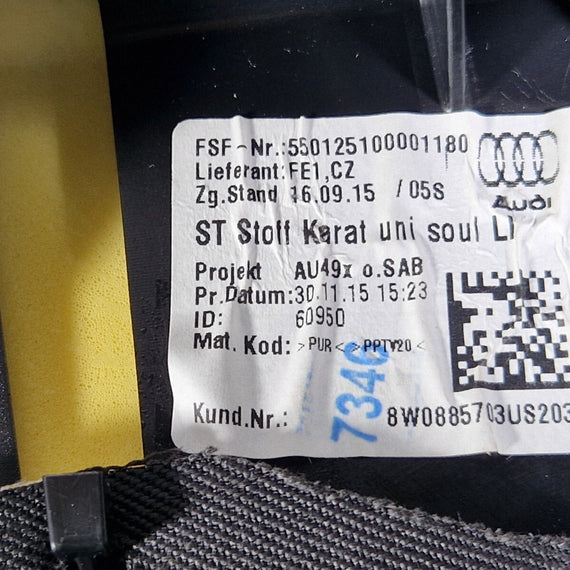 FSF-Nr.:550125100001180
Lieferant:FE1,CZ
Zg.Stand 16.09.15 /05S
Audi
ST Stoff Karat uni soul LI
Projekt AU49x o.SAB
Pr.Datum:30.11.15 15:23
ID: 60950
Mat. Kod: >PUR< >PPTV20<
7346
Kund.Nr.: 8W0885703US203